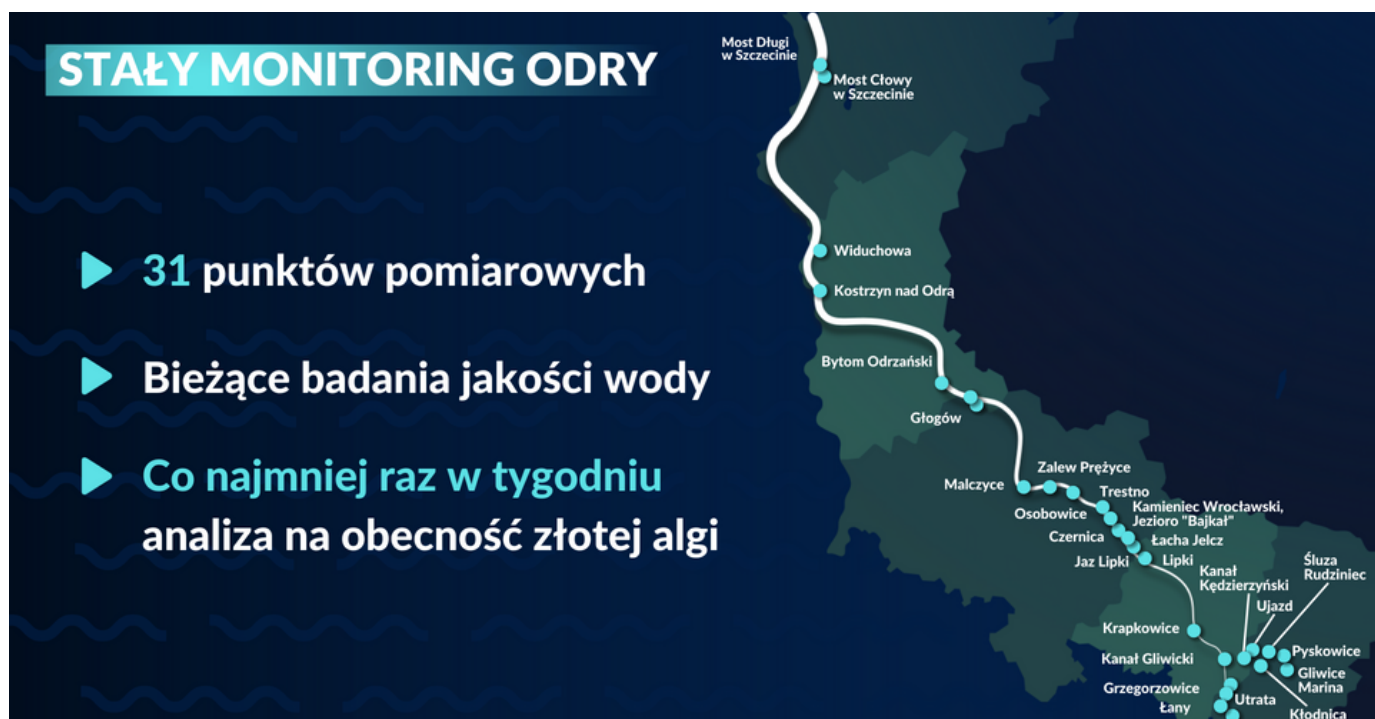 STAŁY MONITORING ODRY
31 punktów pomiarowych
Bieżące badania jakości wody
Co najmniej raz w tygodniu
analiza na obecność złotej algi
Most Długi
w Szczecinie
Most Cłowy
w Szczecinie
Widuchowa
Kostrzyn nad Odrą
Bytom Odrzański
Głogów
Malczyce
Zalew Prężyce
Osobowice
Trestno
Kamieniec Wrocławski,
Jezioro "Bajkał"
Czernica
Łacha Jelcz
Jaz Lipki
Lipki
Kanał
Kędzierzyński
Śluza
Rudziniec
Ujazd
Krapkowice
Kanał Gliwicki
Pyskowice
Gliwice
Marina
Grzegorzowice
Utrata
Łany
Kłodnica